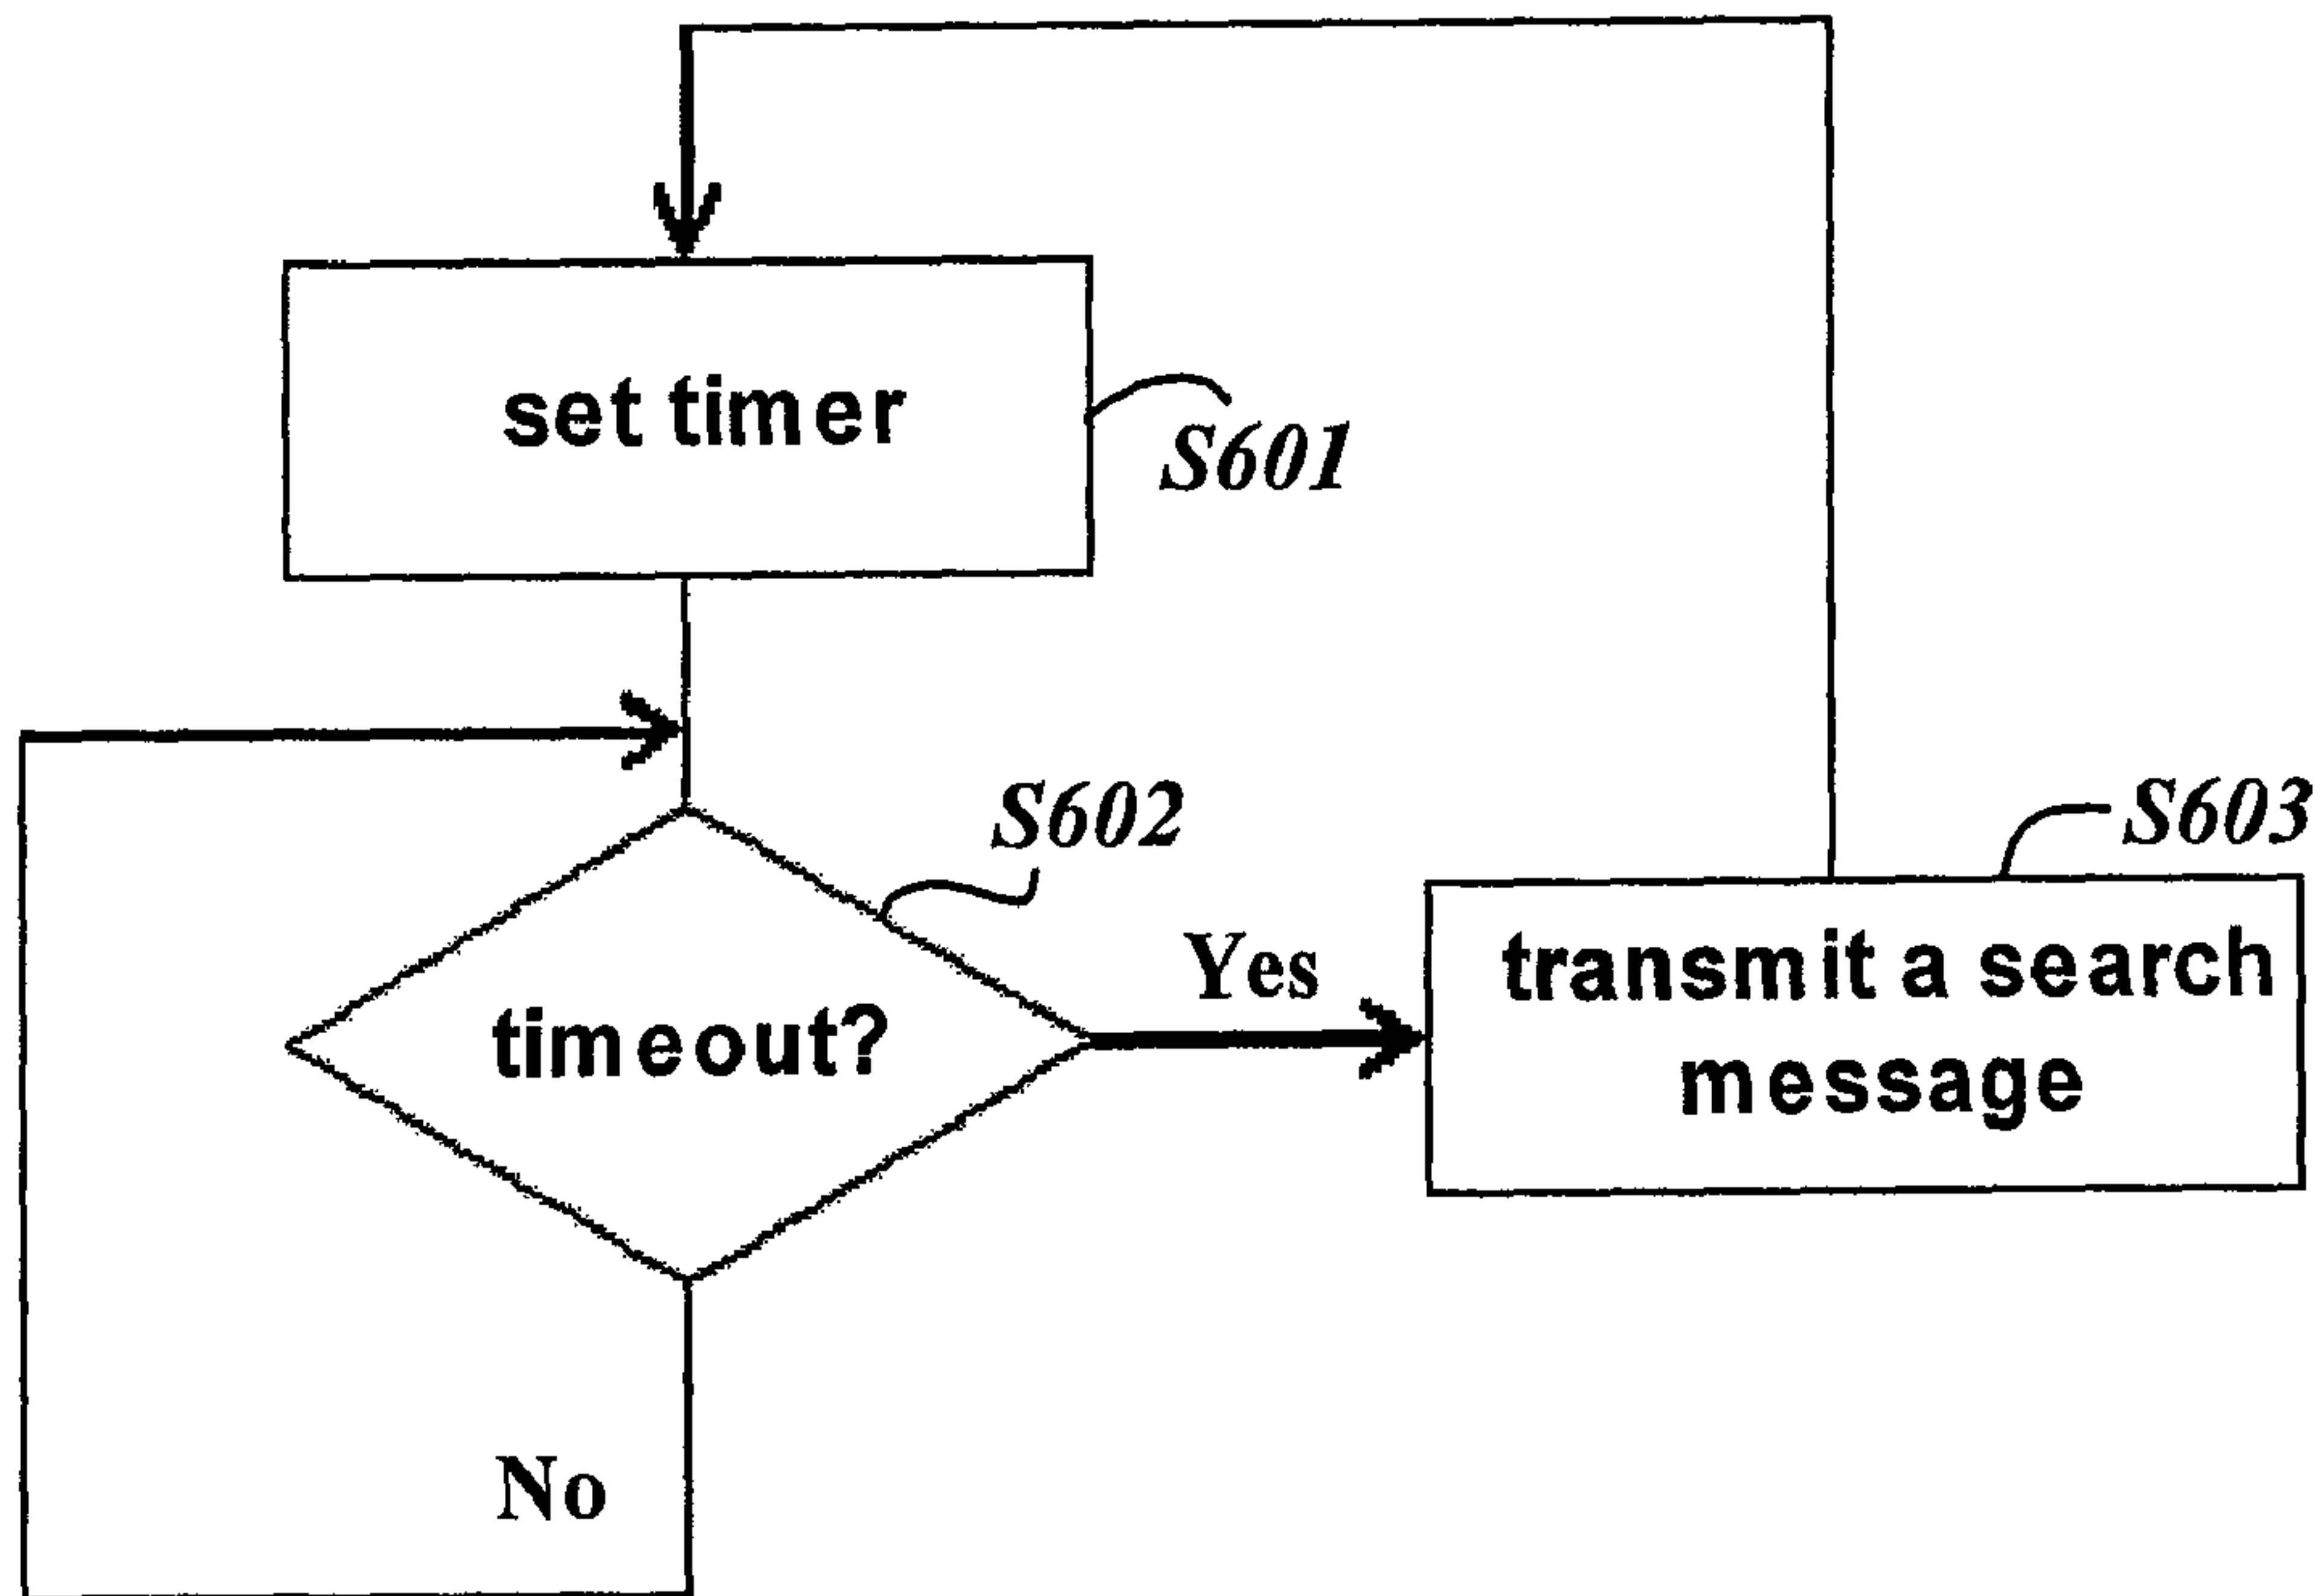 set timer
S601
S602
S603
Yes
transmit a search
message
timeout?
No